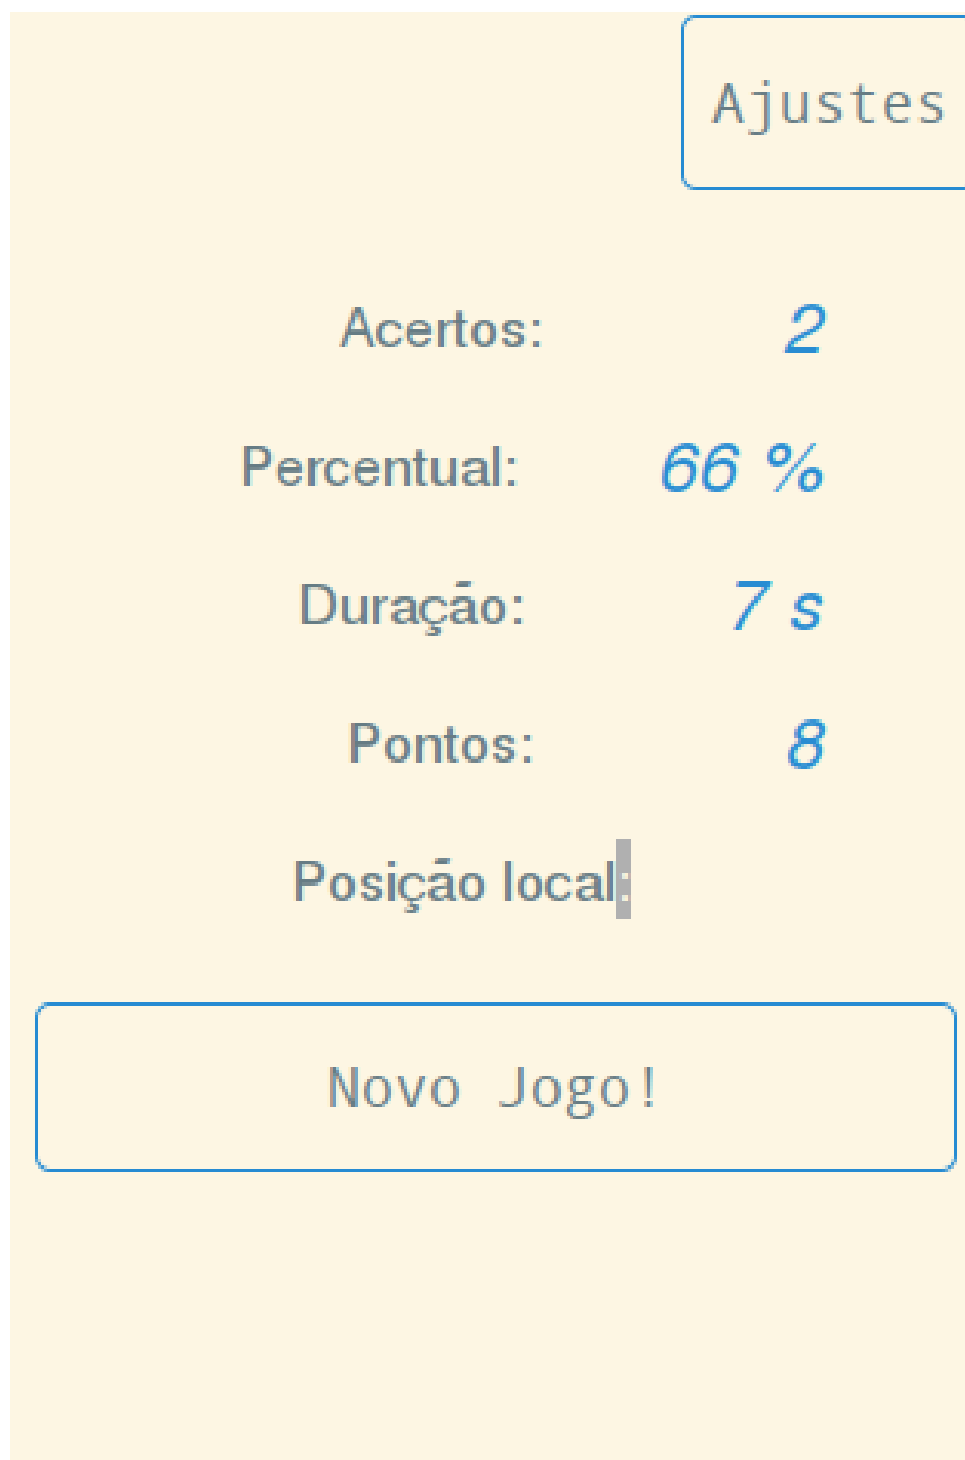 Ajustes
Acertos: 2
Percentual: 66 %
Duração: 7 s
Pontos: 8
Posição local:
Novo Jogo!